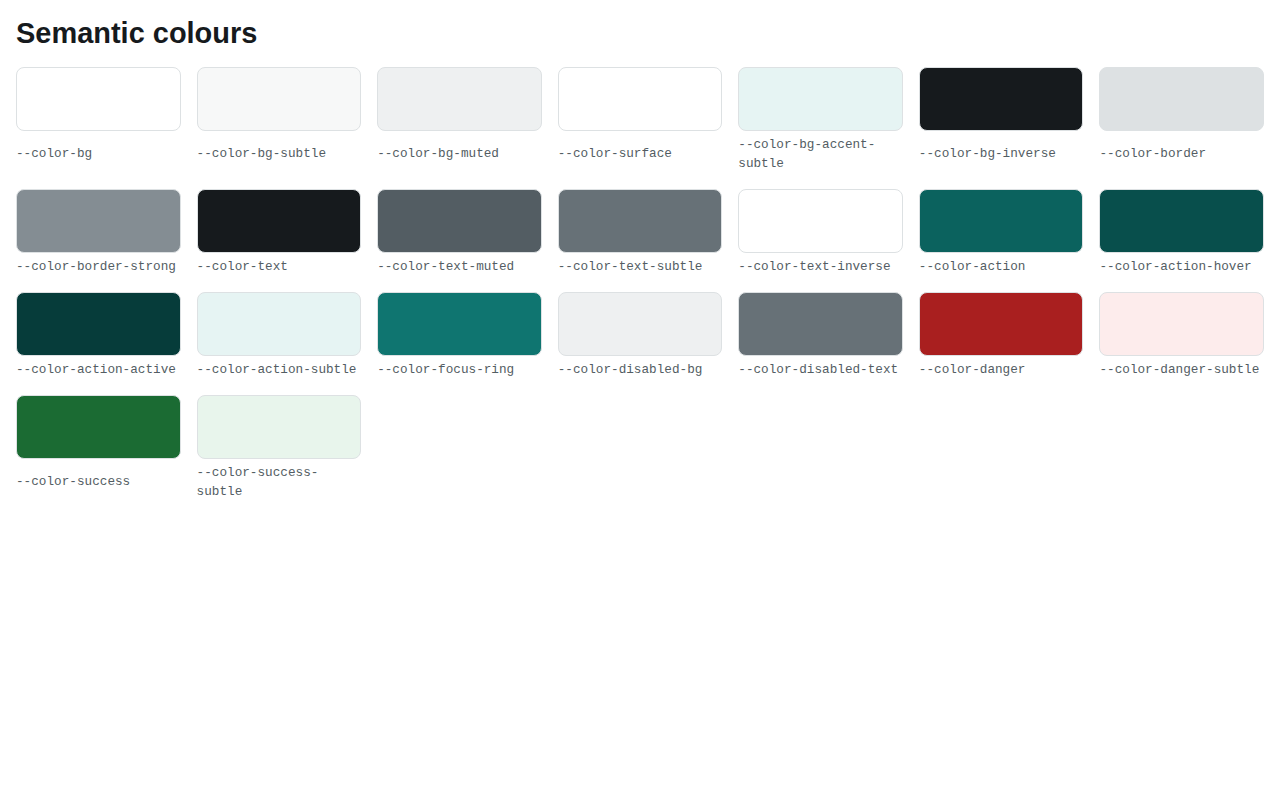 Semantic colours
--color-bg
--color-bg-subtle
--color-bg-muted
--color-surface
--color-bg-accent-
subtle
--color-bg-inverse
--color-border
--color-border-strong
--color-text
--color-text-muted
--color-text-subtle
--color-text-inverse
--color-action
--color-action-hover
--color-action-active
--color-action-subtle
--color-focus-ring
--color-disabled-bg
--color-disabled-text
--color-danger
--color-danger-subtle
--color-success
--color-success-
subtle